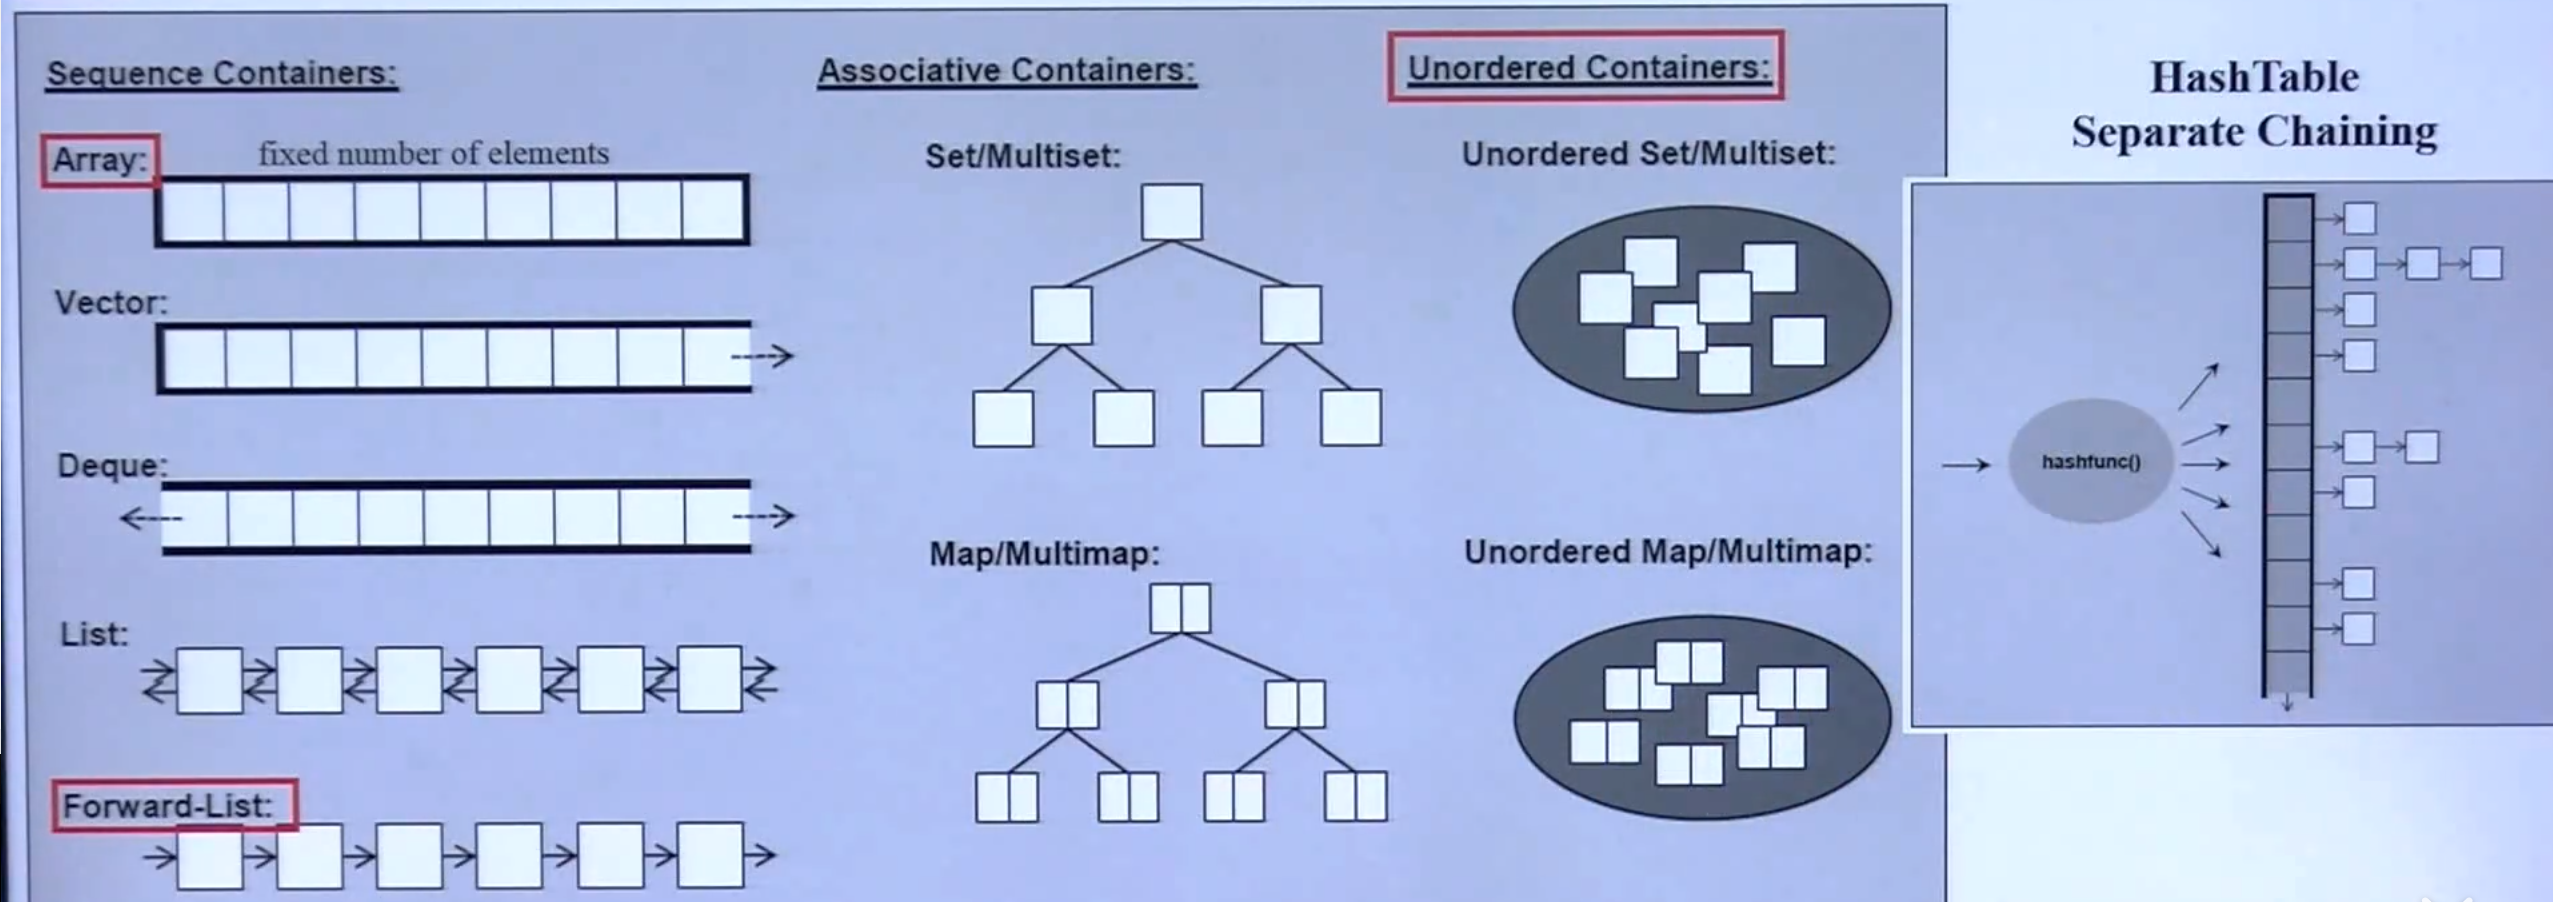 Sequence Containers:
Array:
fixed number of elements
Vector:
Deque:
List:
Forward-List:
Associative Containers:
Set/Multiset:
Map/Multimap:
Unordered Containers:
Unordered Set/Multiset:
Unordered Map/Multimap:
HashTable
Separate Chaining
hashfunc()